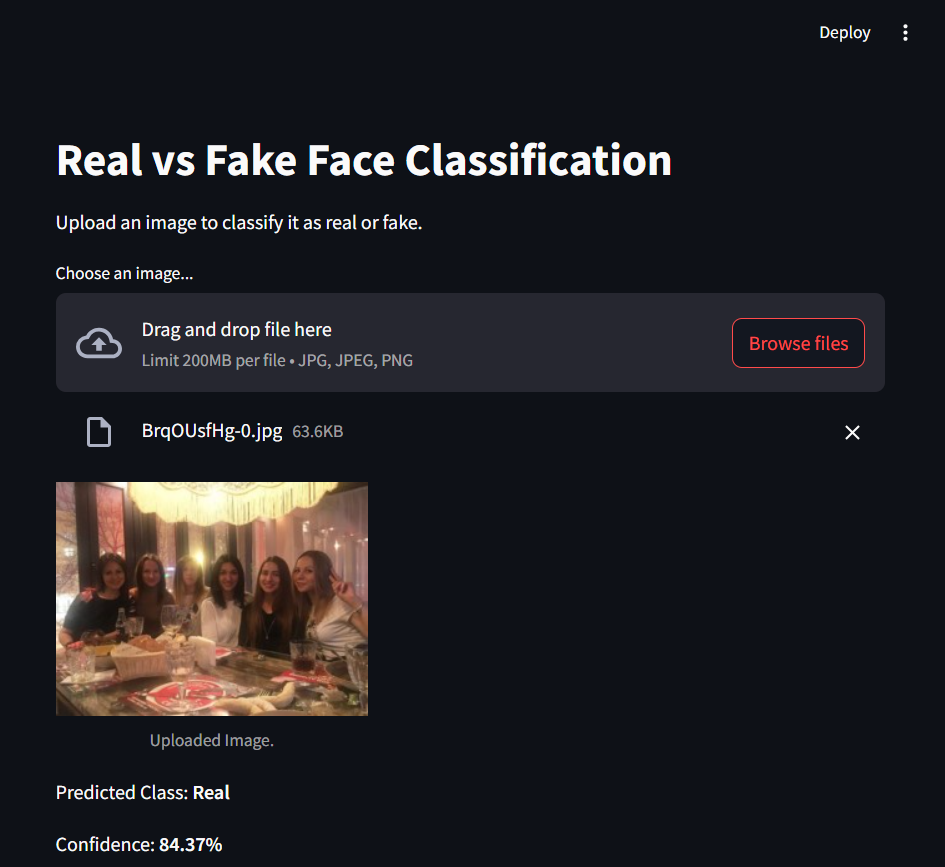 Deploy
Real vs Fake Face Classification
Upload an image to classify it as real or fake.
Choose an image...
Drag and drop file here
Limit 200MB per file • JPG, JPEG, PNG
Browse files
BrqOUsfHg-0.jpg 63.6KB
Uploaded Image.
Predicted Class: Real
Confidence: 84.37%